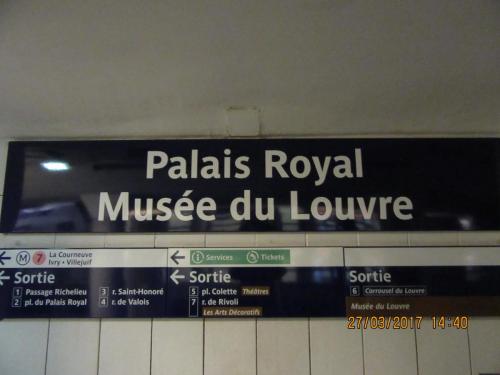 Palais Royal
Musée du Louvre
M 7 La Courneuve
Ivry • Villejuif
Sortie
1 Passage Richelieu
2 pl. du Palais Royal
3 r. Saint-Honoré
4 r. de Valois
i Services Tickets
Sortie
5 pl. Colette Théâtres
7 r. de Rivoli
Les Arts Décoratifs
Sortie
6 Carrousel du Louvre
Musée du Louvre
27/03/2017 14:40